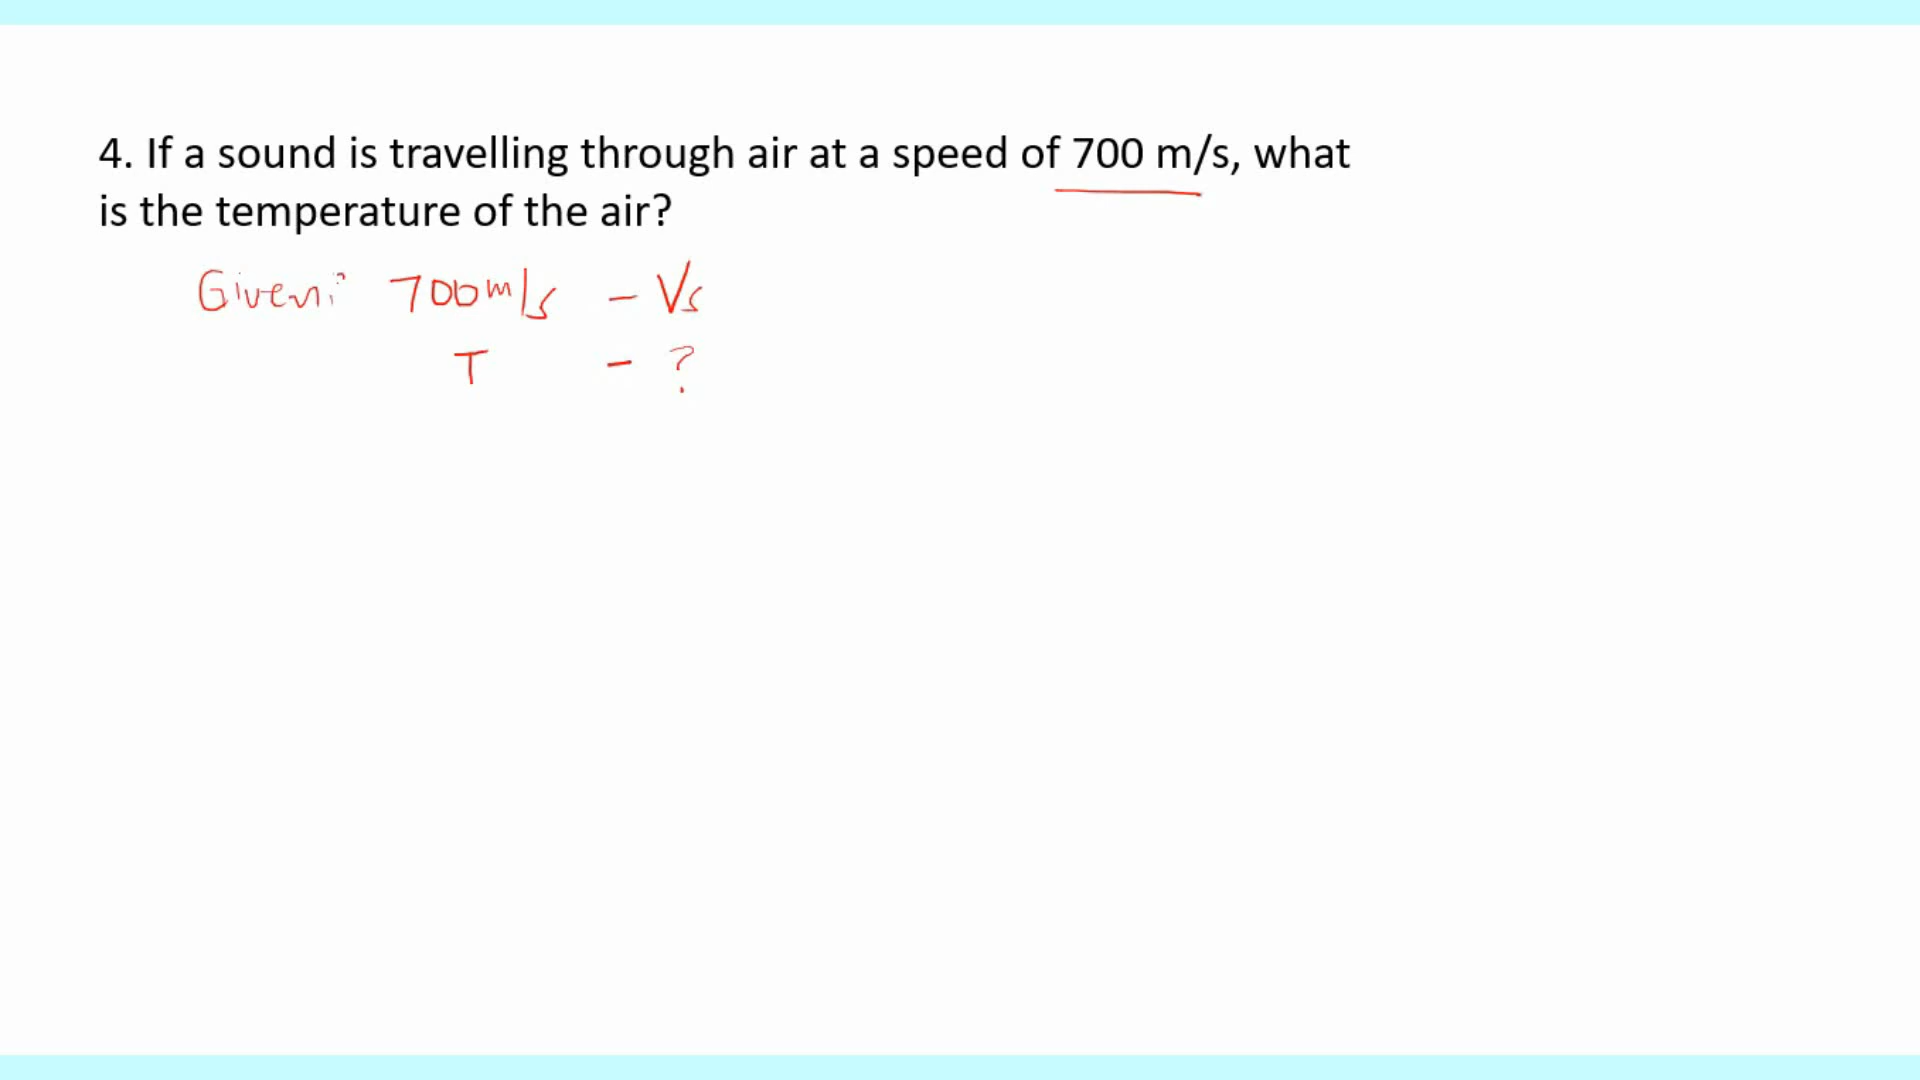 4. If a sound is travelling through air at a speed of 700 m/s, what
is the temperature of the air?
Given: 700m/s - Vs
T - ?